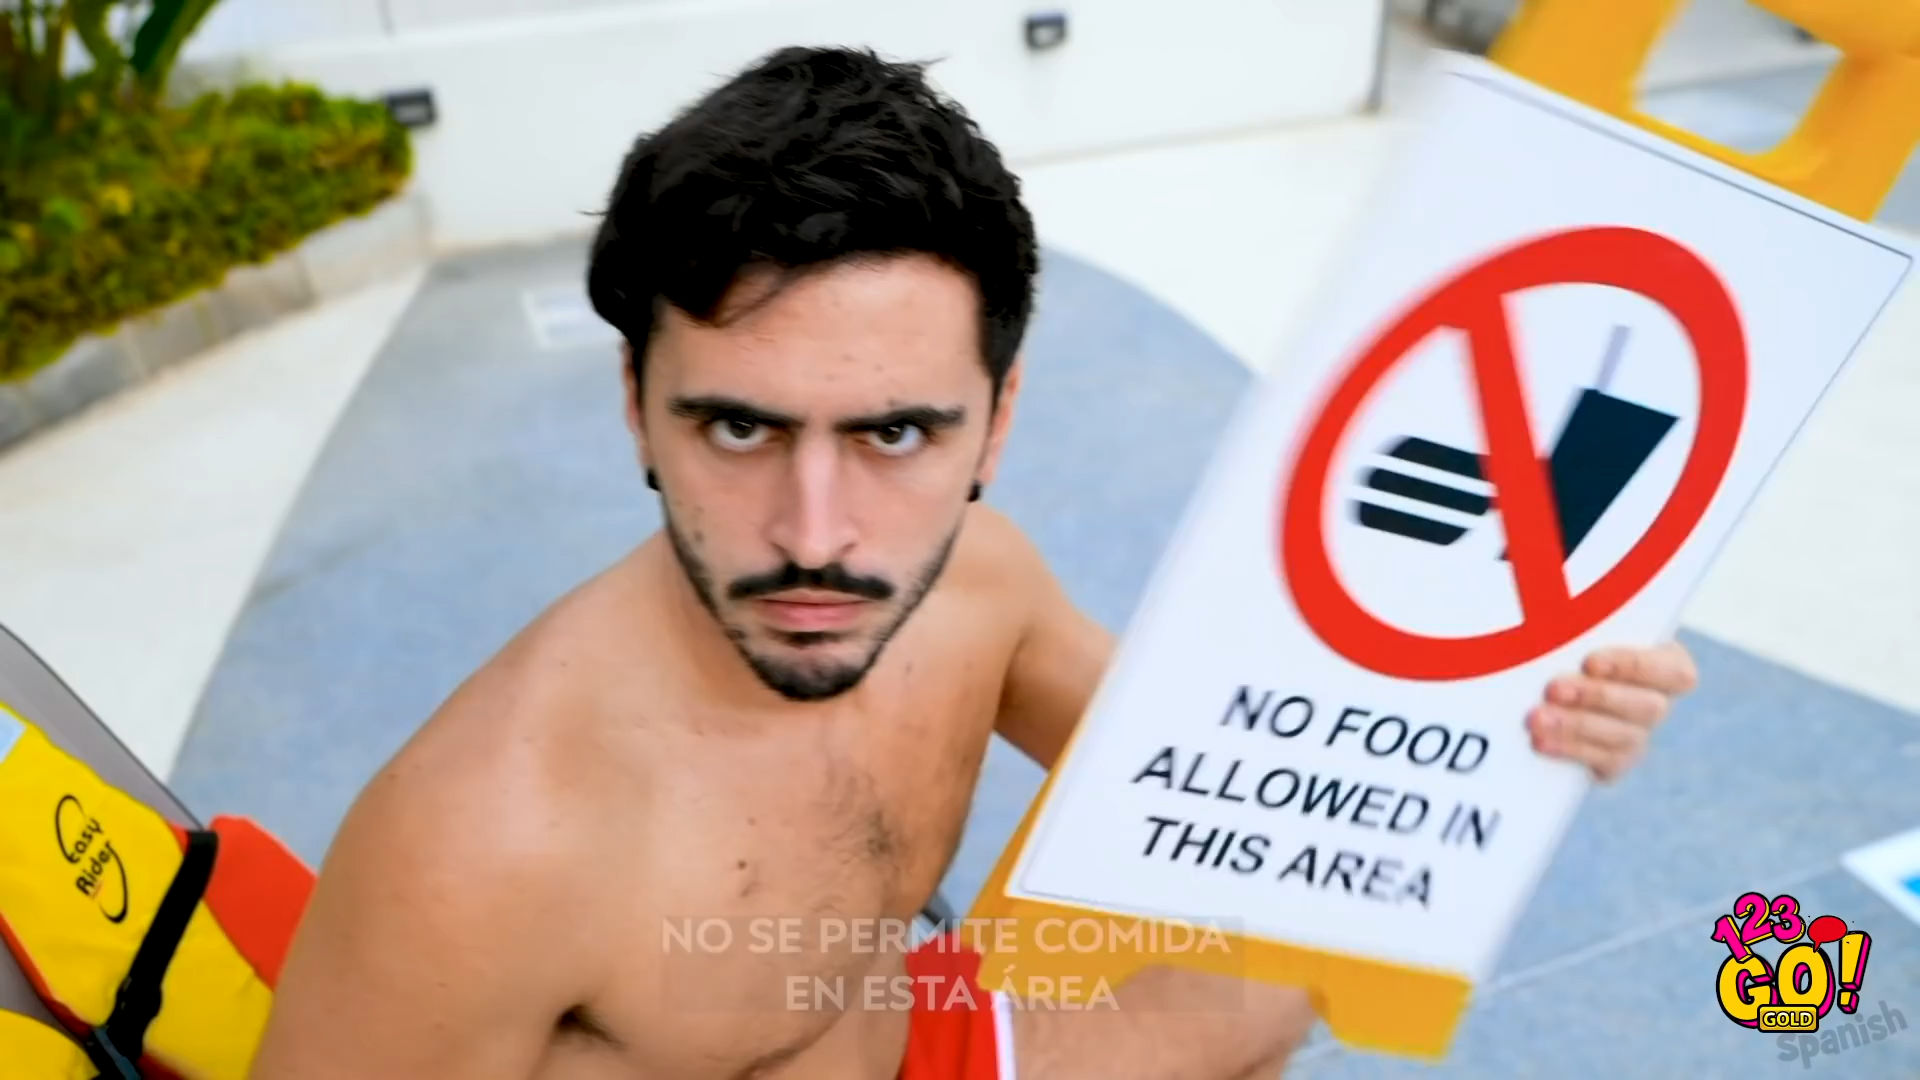 NO FOOD
ALLOWED IN
THIS AREA
Easy
Rider
NO SE PERMITE COMIDA
EN ESTA ÁREA
123
GO!
GOLD
Spanish